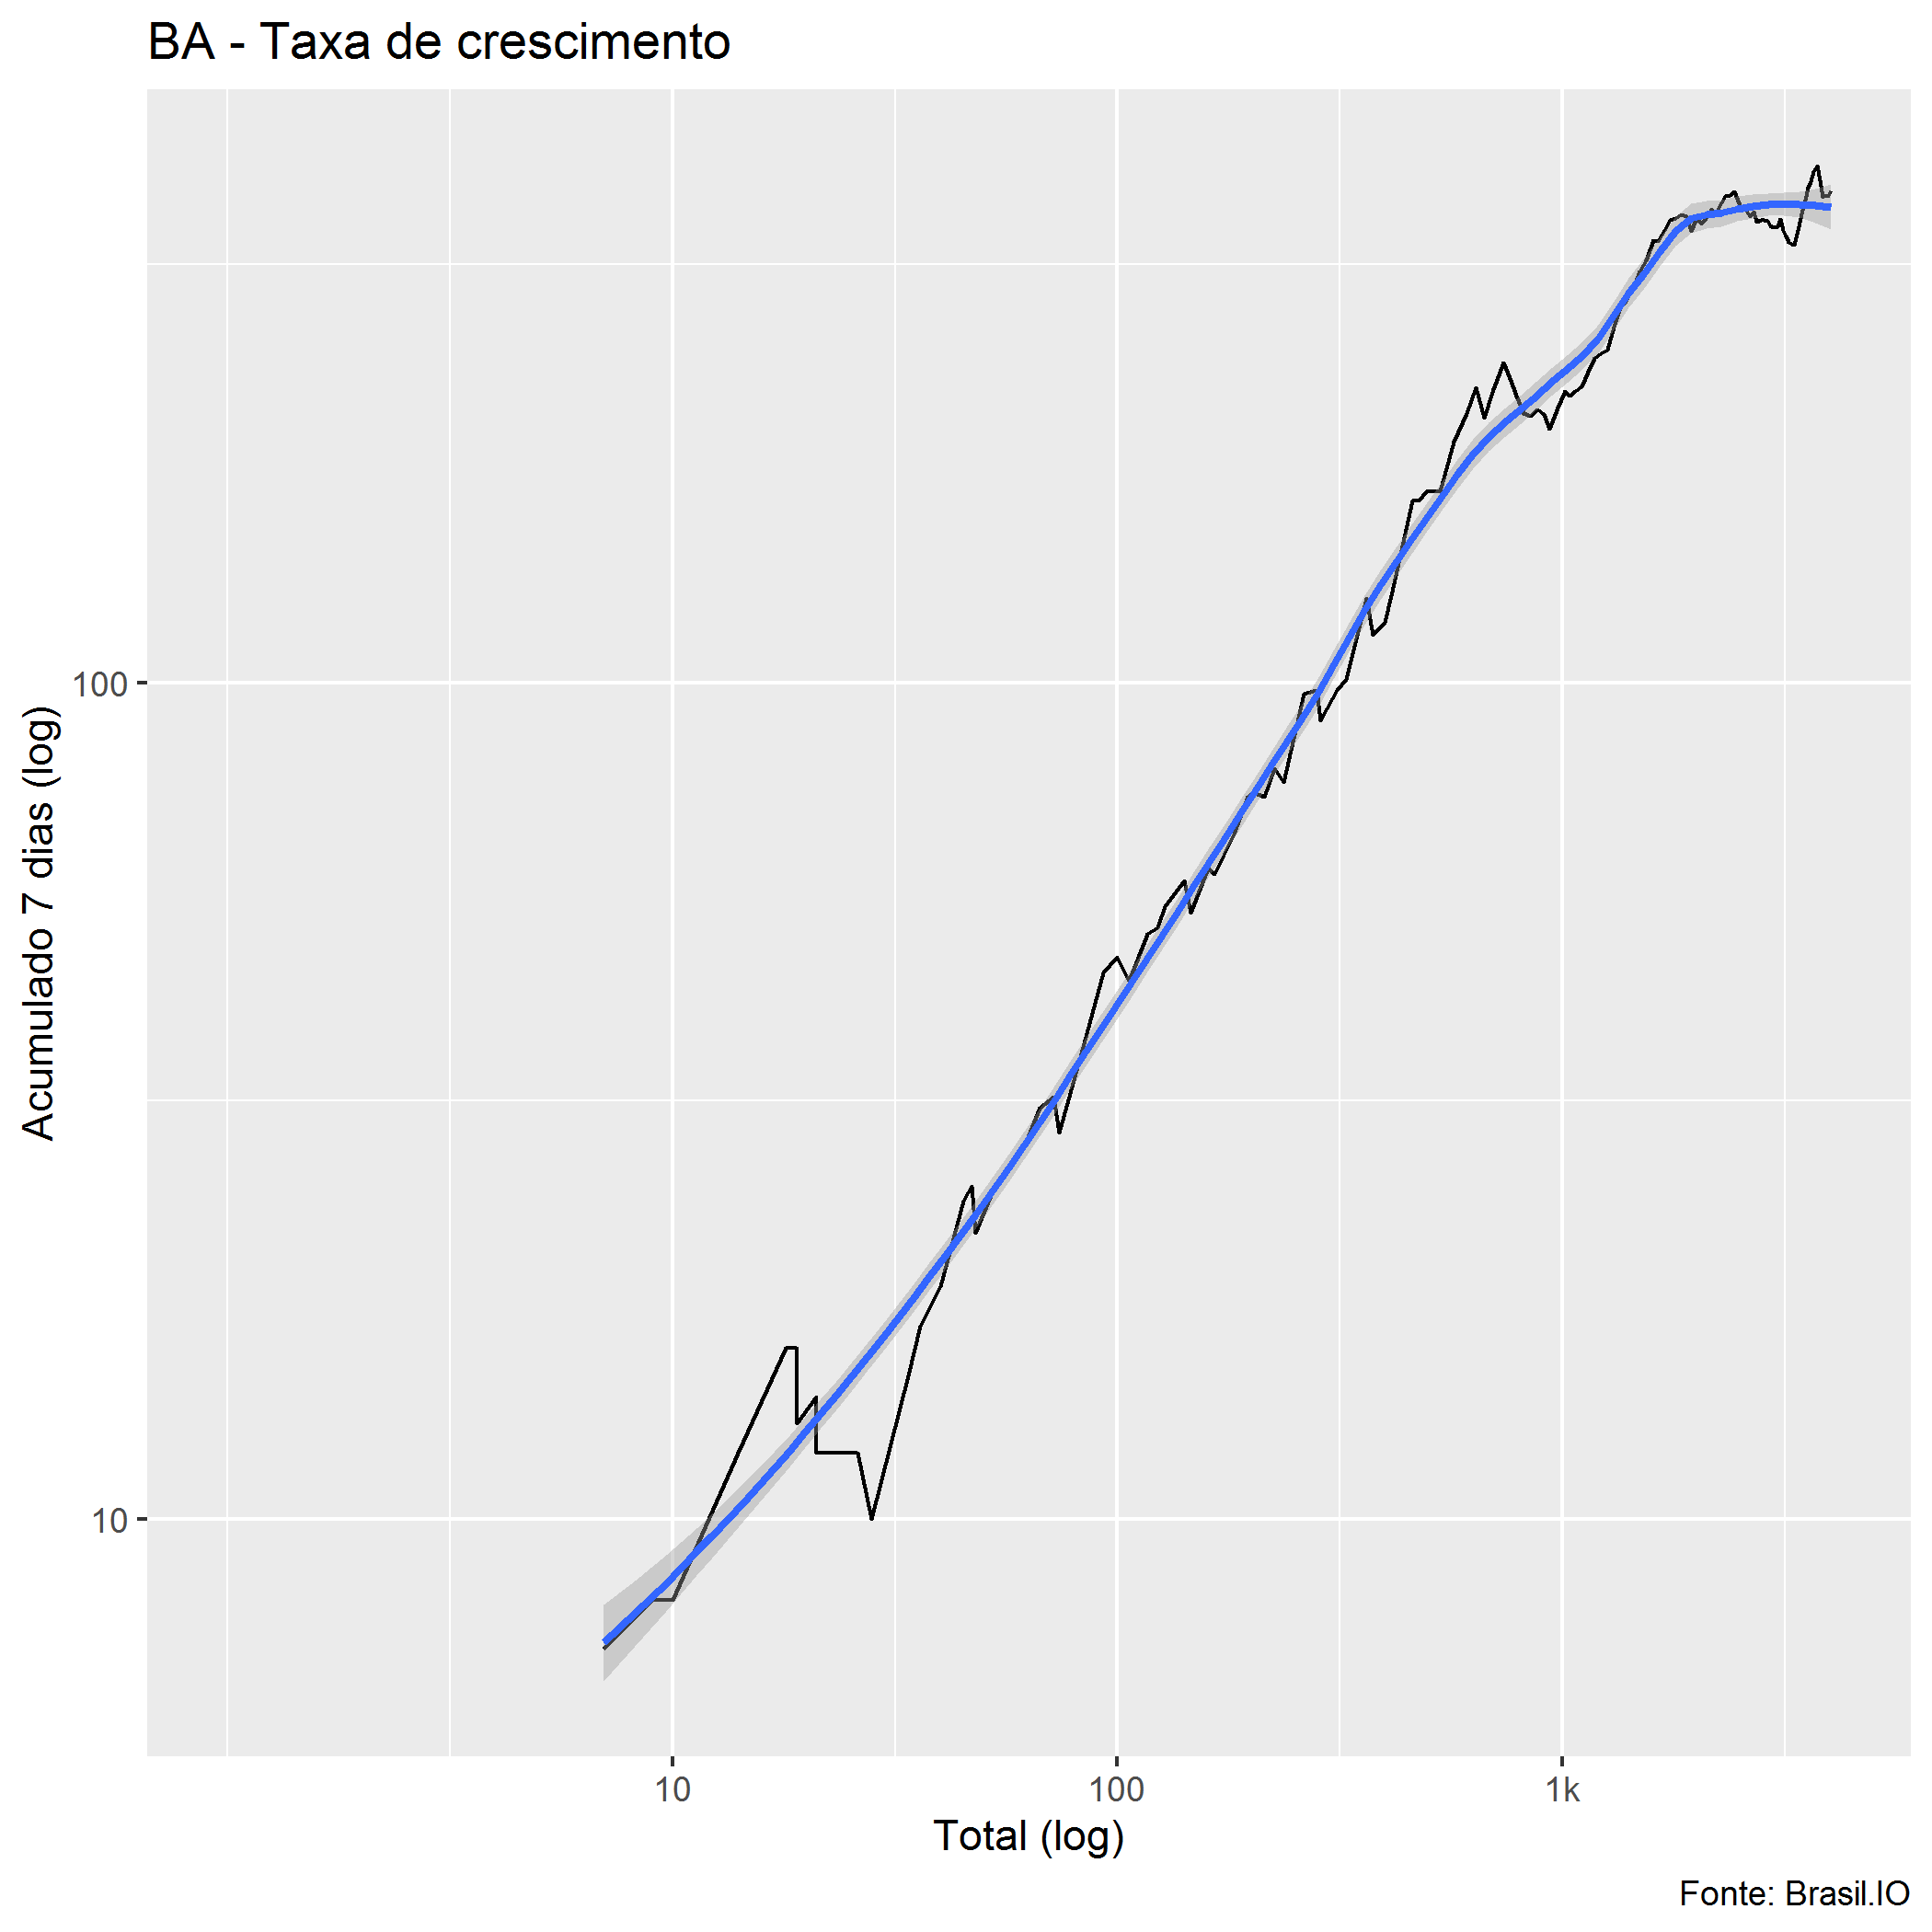 BA - Taxa de crescimento
Acumulado 7 dias (log)
100
10
10
100
1k
Total (log)
Fonte: Brasil.IO